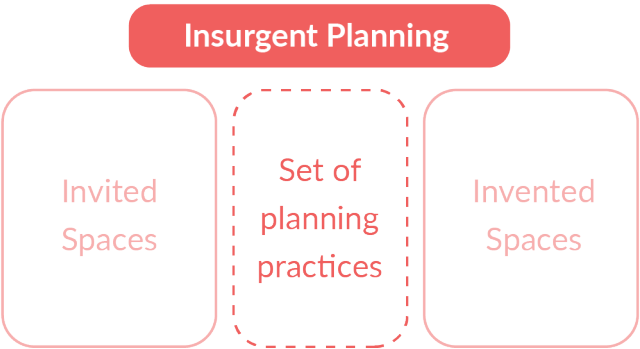 Insurgent Planning
Invited
Spaces
Set of
planning
practices
Invented
Spaces